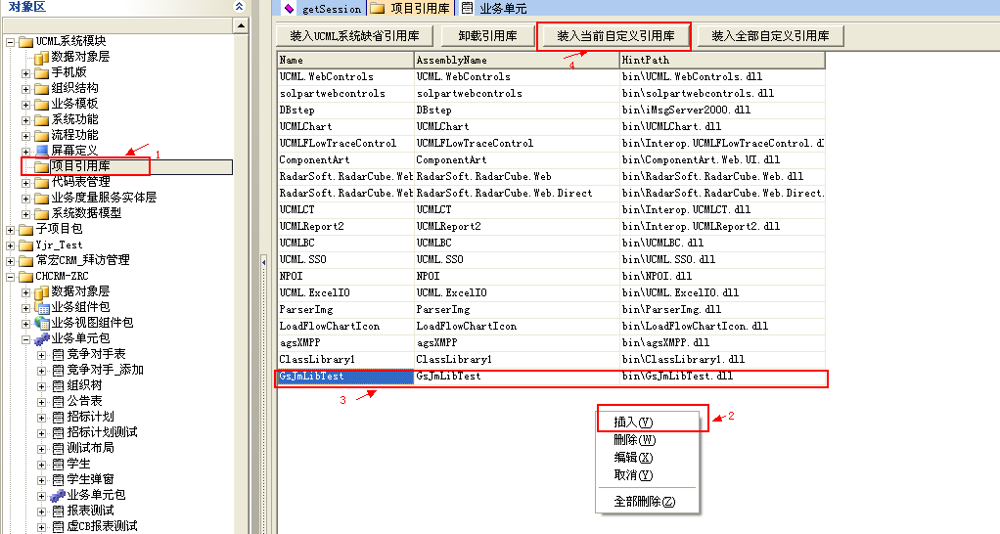 对象区
getSession
项目引用库
业务单元
装入UCML系统缺省引用库
卸载引用库
装入当前自定义引用库
装入全部自定义引用库
4
UCML系统模块
数据对象层
手机版
组织结构
业务模板
系统功能
流程功能
屏幕定义
1
项目引用库
代码表管理
业务度量服务实体层
系统数据模型
子项目包
Yjr_Test
常宏CRM_拜访管理
CHCRM-ZRC
数据对象层
业务组件包
业务视图组件包
业务单元包
竞争对手表
竞争对手_添加
组织树
公告表
招标计划
招标计划测试
测试布局
学生
学生弹窗
业务单元包
报表测试
虚CB报表测试
Name AssemblyName HintPath
UCML.WebControls UCML.WebControls bin\UCML.WebControls.dll
solpartwebcontrols solpartwebcontrols bin\solpartwebcontrols.dll
DBstep DBstep bin\iMsgServer2000.dll
UCMLChart UCMLChart bin\UCMLChart.dll
UCMLFLowTraceControl UCMLFLowTraceControl bin\Interop.UCMLFLowTraceControl.d
ComponentArt ComponentArt bin\ComponentArt.Web.UI.dll
RadarSoft.RadarCube.Web RadarSoft.RadarCube.Web bin\RadarSoft.RadarCube.Web.dll
RadarSoft.RadarCube.Web RadarSoft.RadarCube.Web.Direct bin\RadarSoft.RadarCube.Web.Direct.
UCMLCT UCMLCT bin\Interop.UCMLCT.dll
UCMLReport2 UCMLReport2 bin\Interop.UCMLReport2.dll
UCMLBC UCMLBC bin\UCMLBC.dll
UCML.SSO UCML.SSO bin\UCML.SSO.dll
NPOI NPOI bin\NPOI.dll
UCML.ExcelIO UCML.ExcelIO bin\UCML.ExcelIO.dll
ParserImg ParserImg bin\ParserImg.dll
LoadFlowChartIcon LoadFlowChartIcon bin\LoadFlowChartIcon.dll
agsXMPP agsXMPP bin\agsXMPP.dll
ClassLibrary1 ClassLibrary1 bin\ClassLibrary1.dll
GsJmLibTest GsJmLibTest bin\GsJmLibTest.dll
3
插入(V)
2
删除(W)
编辑(X)
取消(Y)
全部删除(Z)